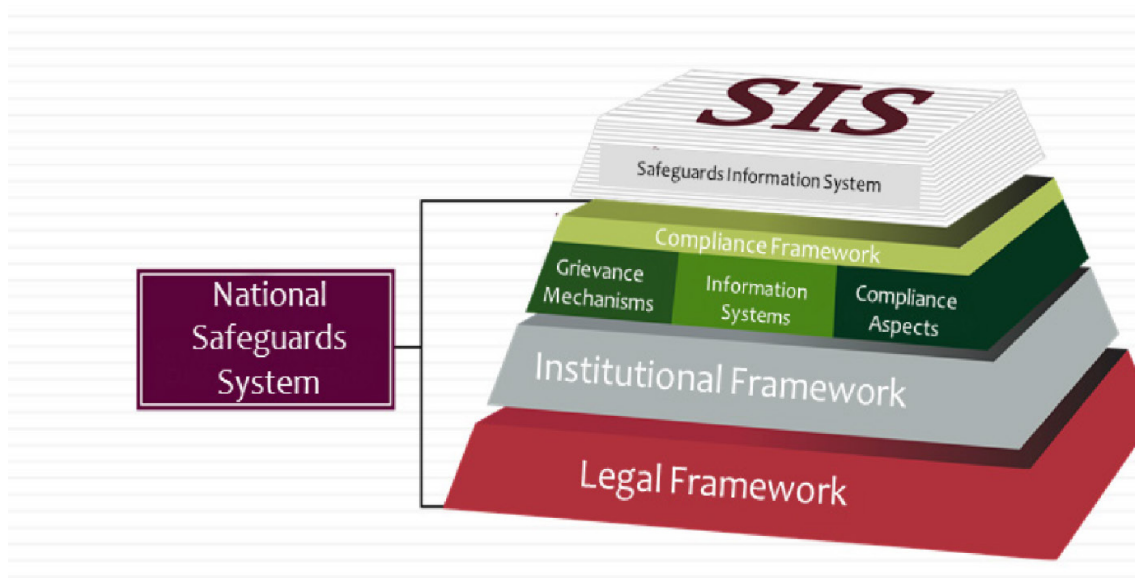 SIS
Safeguards Information System
National
Safeguards
System
Compliance Framework
Grievance
Mechanisms
Information
Systems
Compliance
Aspects
Institutional Framework
Legal Framework